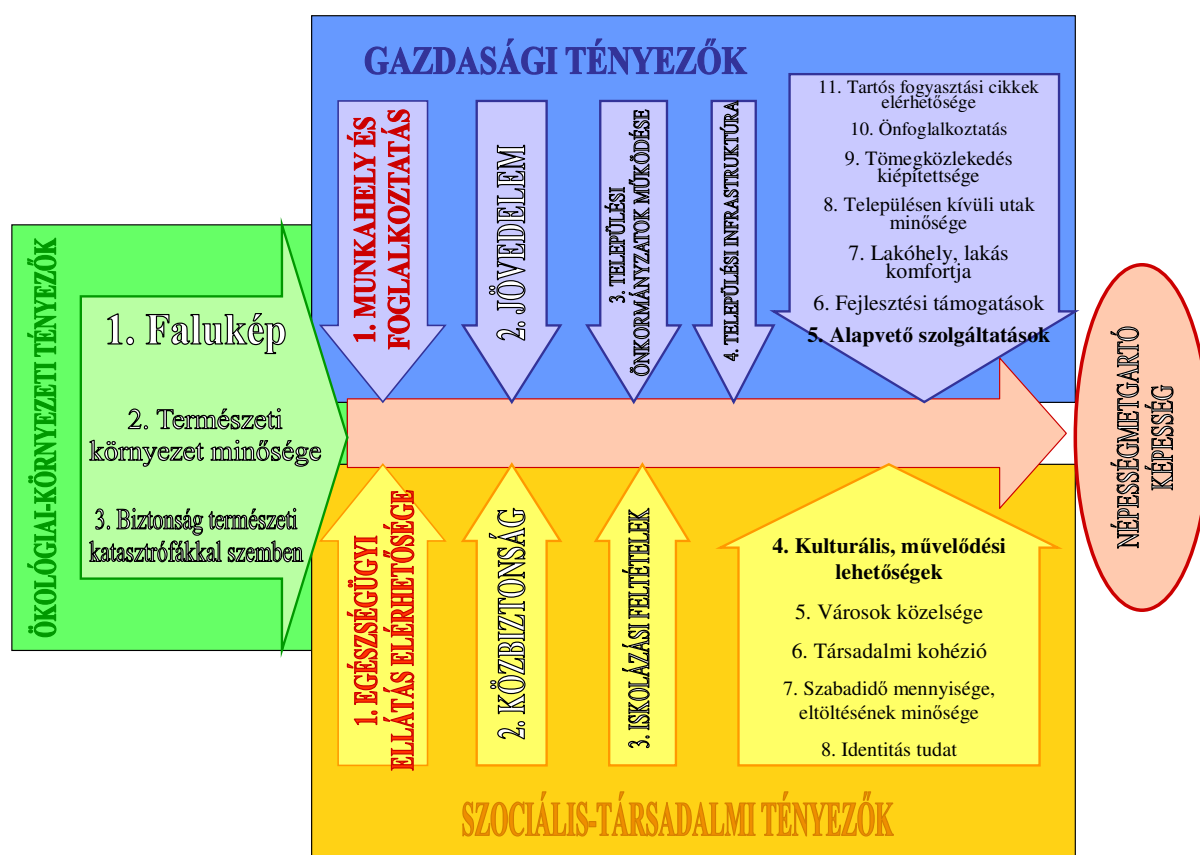 GAZDASÁGI TÉNYEZŐK
1. MUNKAHELY ÉS
FOGLALKOZTATÁS
2. JÖVEDELEM
3. TELEPÜLÉSI
ÖNKORMÁNYZATOK MŰKÖDÉSE
4. TELEPÜLÉSI INFRASTRUKTÚRA
11. Tartós fogyasztási cikkek
elérhetősége
10. Önfoglalkoztatás
9. Tömegközlekedés
kiépítettsége
8. Településen kívüli utak
minősége
7. Lakóhely, lakás
komfortja
6. Fejlesztési támogatások
5. Alapvető szolgáltatások
ÖKOLÓGIAI-KÖRNYEZETI TÉNYEZŐK
1. Falukép
2. Természeti
környezet minősége
3. Biztonság természeti
katasztrófákkal szemben
NÉPESSÉGMETGARTÓ
KÉPESSÉG
1. EGÉSZSÉGÜGYI
ELLÁTÁS ELÉRHETŐSÉGE
2. KÖZBIZTONSÁG
3. ISKOLÁZÁSI FELTÉTELEK
4. Kulturális, művelődési
lehetőségek
5. Városok közelsége
6. Társadalmi kohézió
7. Szabadidő mennyisége,
eltöltésének minősége
8. Identitás tudat
SZOCIÁLIS-TÁRSADALMI TÉNYEZŐK